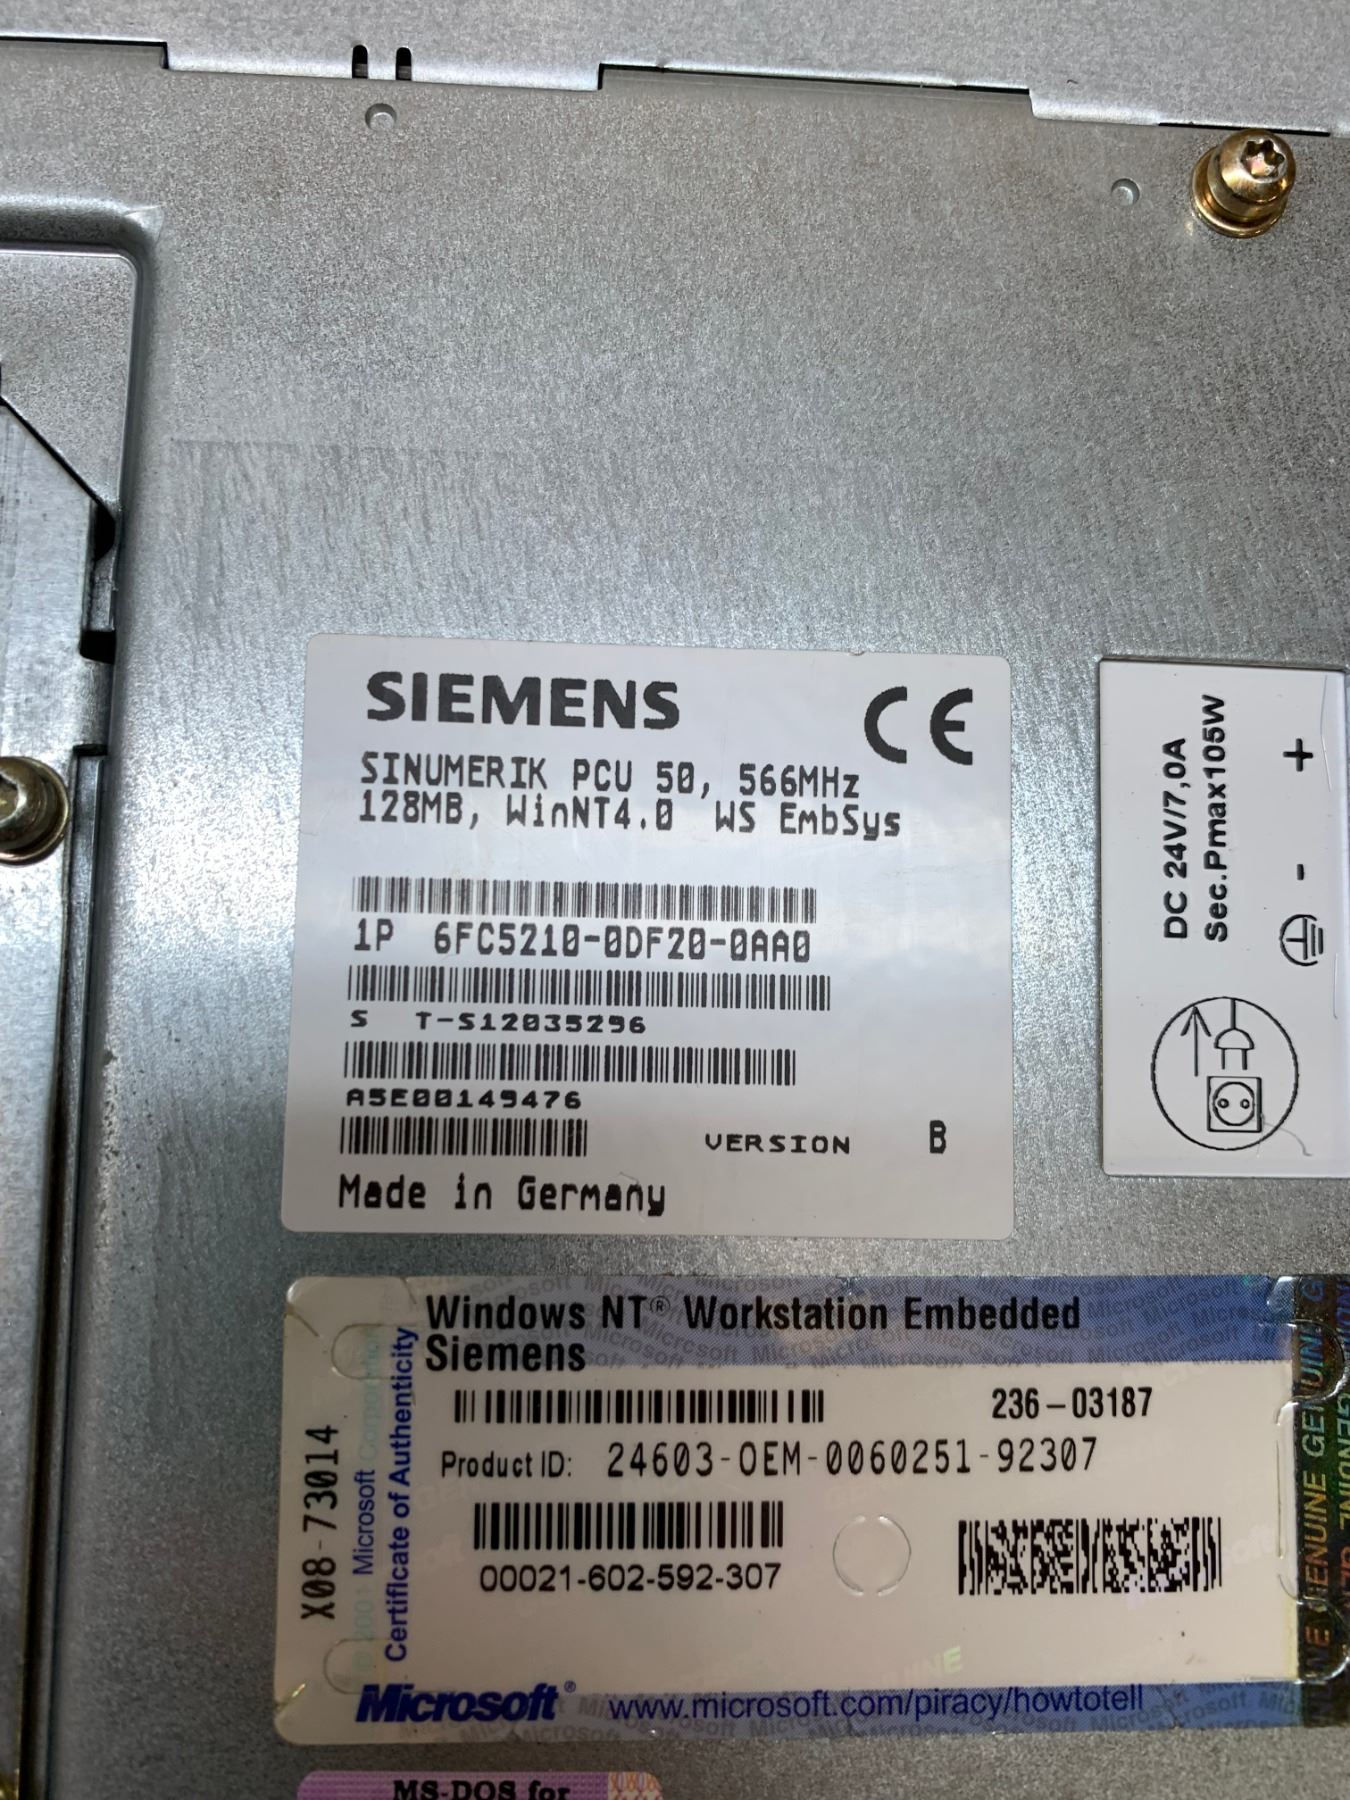 SIEMENS CE
SINUMERIK PCU 50, 566MHz
128MB, WinNT4.0 WS EmbSys
1P 6FC5210-0DF20-0AA0
S T-S12035296
A5E00149476
VERSION B
Made in Germany
DC 24V/7,0A
Sec.Pmax105W
+ -
Windows NT® Workstation Embedded
Siemens
236-03187
Product ID: 24603-OEM-0060251-92307
00021-602-592-307
X08-73014
© 2001 Microsoft Corporation
Certificate of Authenticity
Microsoft® www.microsoft.com/piracy/howtotell
GENUINE
MS-DOS for